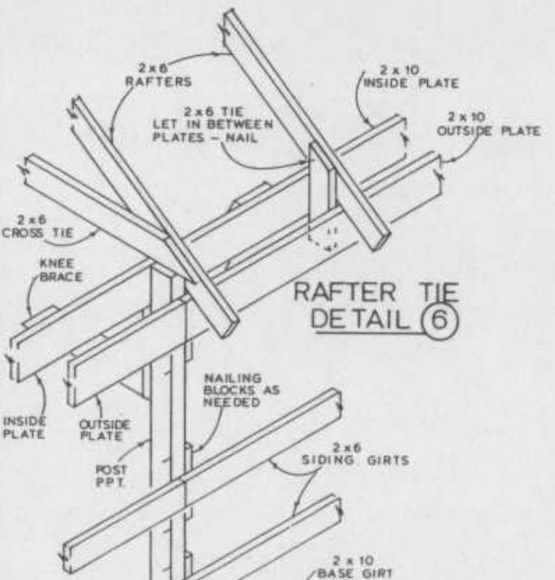 2 x 6
RAFTERS
2 x 10
INSIDE PLATE
2 x 6 TIE
LET IN BETWEEN
PLATES - NAIL
2 x 10
OUTSIDE PLATE
2 x 6
CROSS TIE
KNEE
BRACE
RAFTER TIE
DETAIL 6
INSIDE
PLATE
OUTSIDE
PLATE
NAILING
BLOCKS AS
NEEDED
POST
PPT.
2 x 6
SIDING GIRTS
2 x 10
BASE GIRT